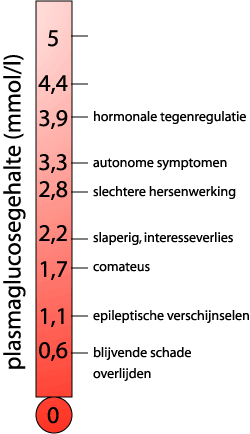 plasmaglucosegehalte (mmol/l)
5
4,4
3,9 hormonale tegenregulatie
3,3 autonome symptomen
2,8 slechtere hersenwerking
2,2 slaperig, interesseverlies
1,7 comateus
1,1 epileptische verschijnselen
0,6 blijvende schade
overlijden
0